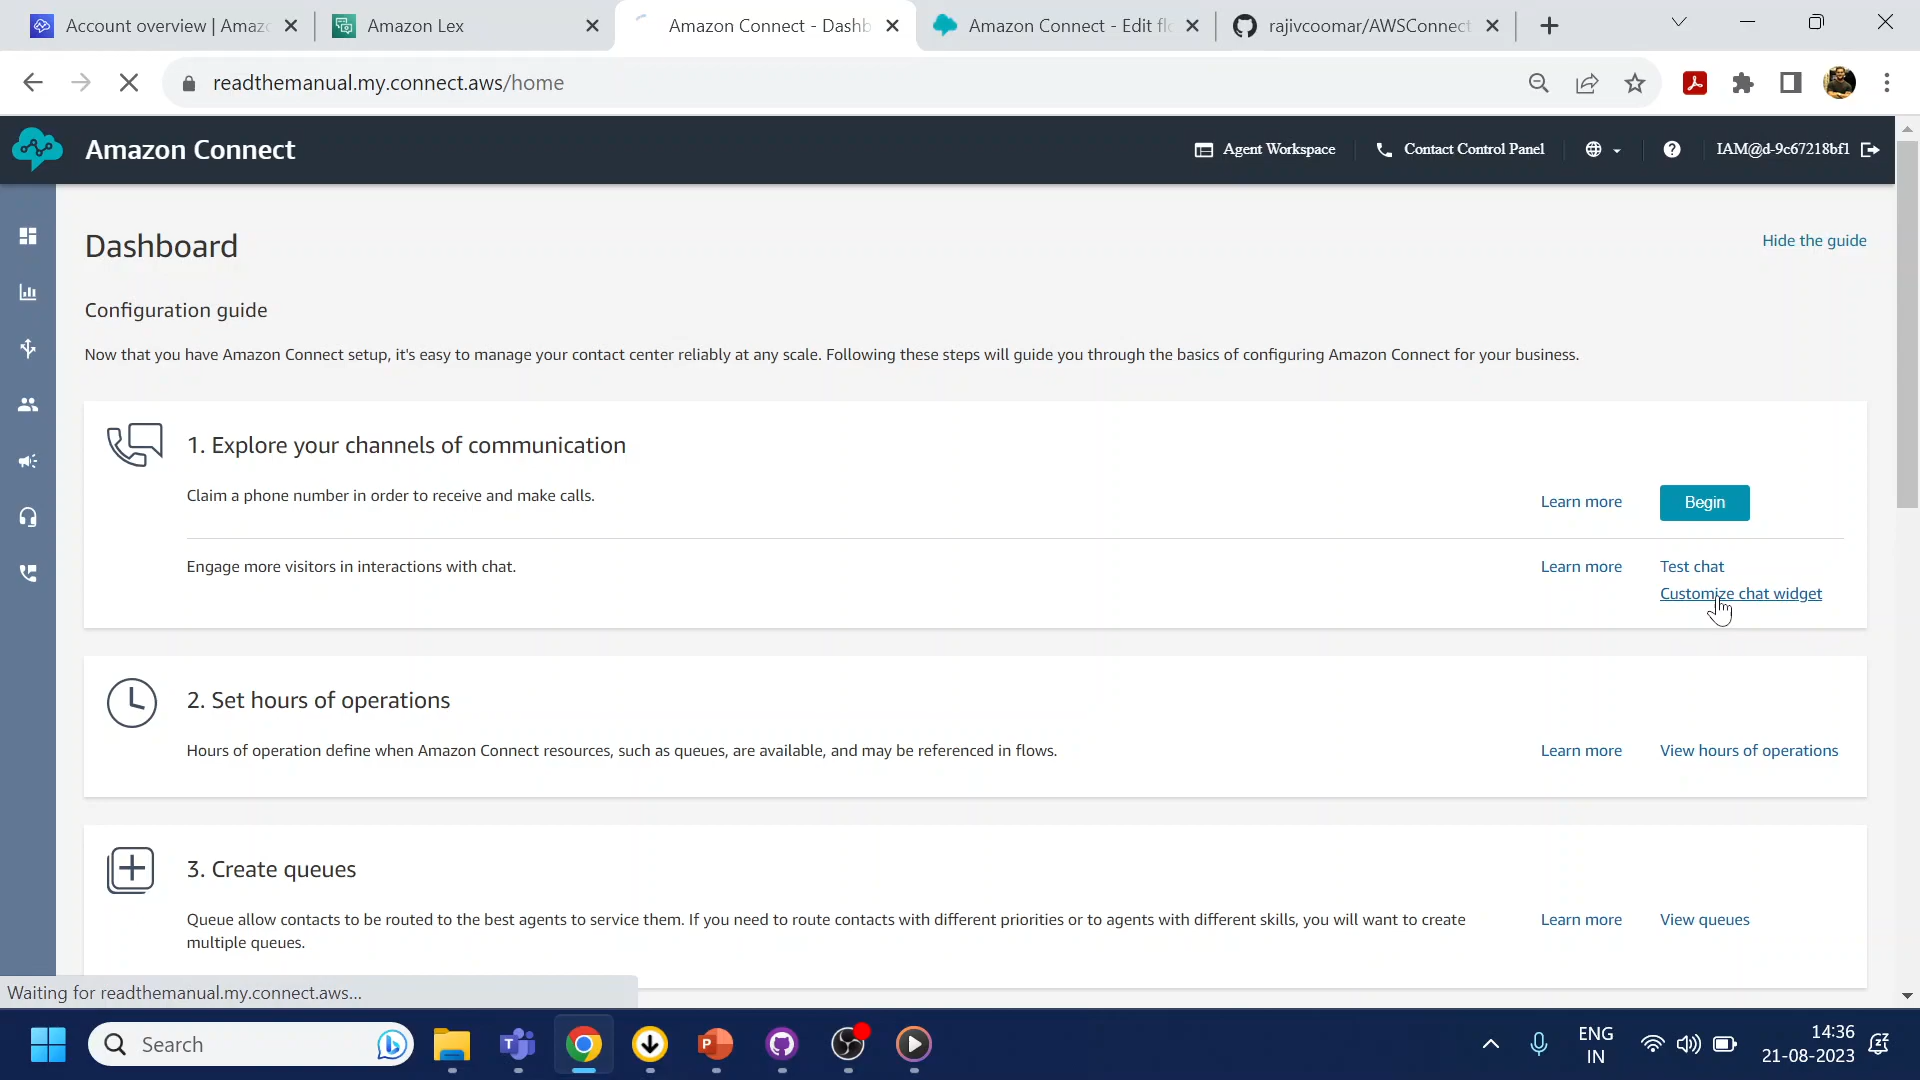 Account overview | Amaz
Amazon Lex
Amazon Connect - Dashb
Amazon Connect - Edit fl
rajivcoomar/AWSConnect
readthemanual.my.connect.aws/home
Amazon Connect
Agent Workspace
Contact Control Panel
IAM@d-9c67218bf1
Dashboard
Hide the guide
Configuration guide
Now that you have Amazon Connect setup, it's easy to manage your contact center reliably at any scale. Following these steps will guide you through the basics of configuring Amazon Connect for your business.
1. Explore your channels of communication
Claim a phone number in order to receive and make calls.
Learn more
Begin
Engage more visitors in interactions with chat.
Learn more
Test chat
Customize chat widget
2. Set hours of operations
Hours of operation define when Amazon Connect resources, such as queues, are available, and may be referenced in flows.
Learn more
View hours of operations
3. Create queues
Queue allow contacts to be routed to the best agents to service them. If you need to route contacts with different priorities or to agents with different skills, you will want to create
multiple queues.
Learn more
View queues
Waiting for readthemanual.my.connect.aws...
Search
ENG
IN
14:36
21-08-2023